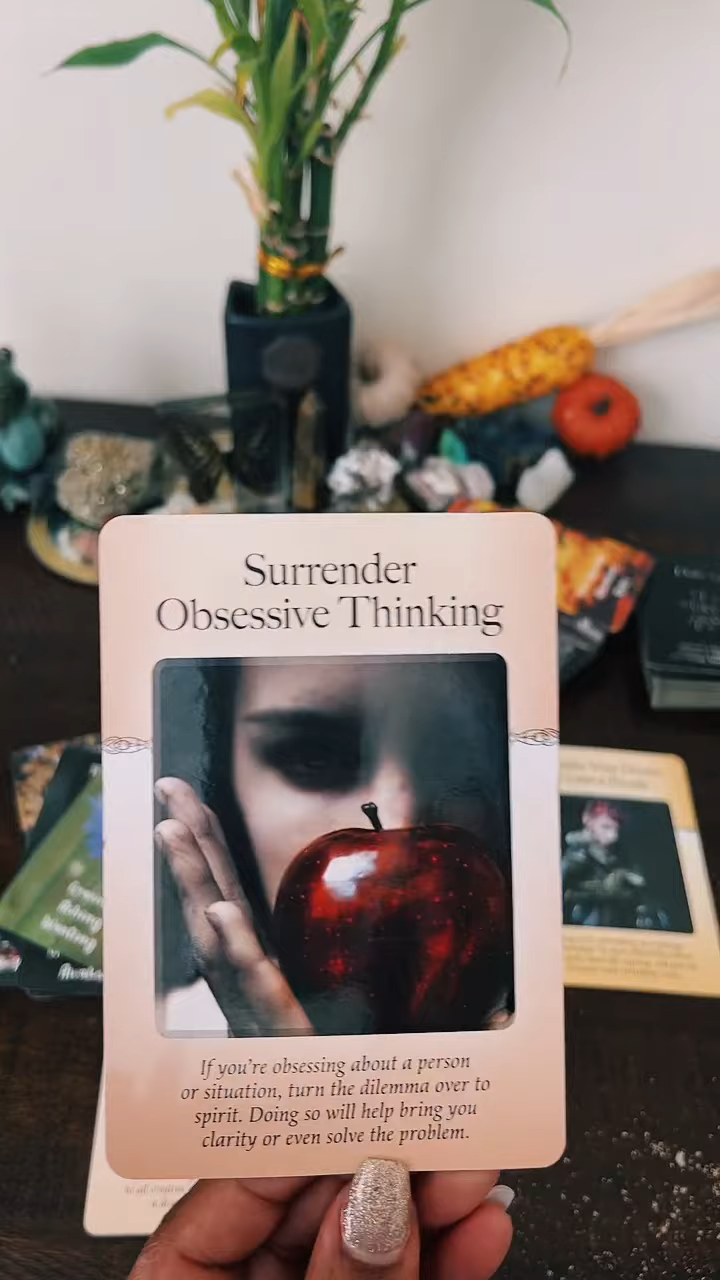 Surrender
Obsessive Thinking
If you're obsessing about a person
or situation, turn the dilemma over to
spirit. Doing so will help bring you
clarity or even solve the problem.